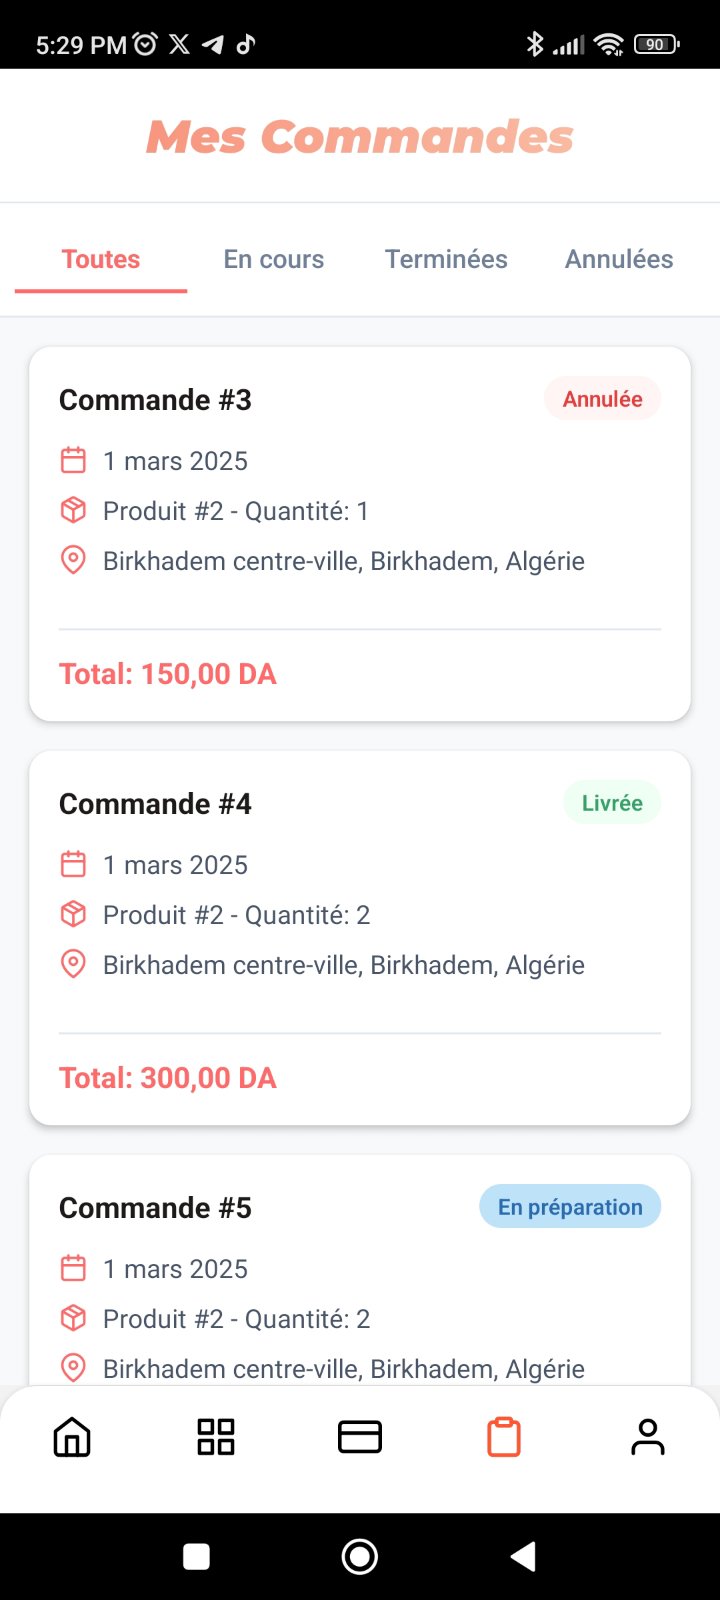 5:29 PM
90
Mes Commandes
Toutes En cours Terminées Annulées
Commande #3 Annulée
1 mars 2025
Produit #2 - Quantité: 1
Birkhadem centre-ville, Birkhadem, Algérie
Total: 150,00 DA
Commande #4 Livrée
1 mars 2025
Produit #2 - Quantité: 2
Birkhadem centre-ville, Birkhadem, Algérie
Total: 300,00 DA
Commande #5 En préparation
1 mars 2025
Produit #2 - Quantité: 2
Birkhadem centre-ville, Birkhadem, Algérie